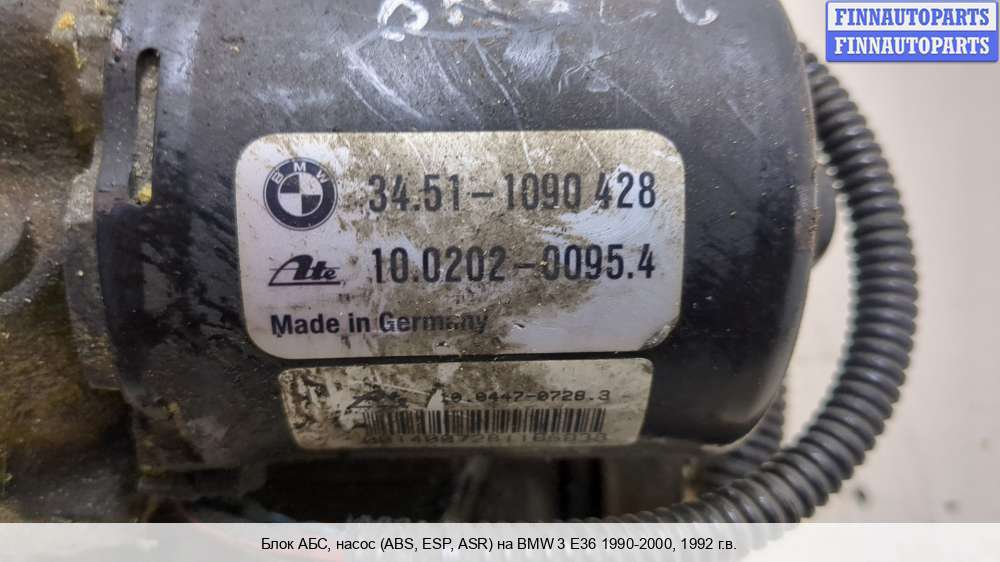 FINNAUTOPARTS
FINNAUTOPARTS
BMW
34.51-1090 428
Ate
10.0202-0095.4
Made in Germany
10.0447-0728.3
Блок АБС, насос (ABS, ESP, ASR) на BMW 3 E36 1990-2000, 1992 г.в.